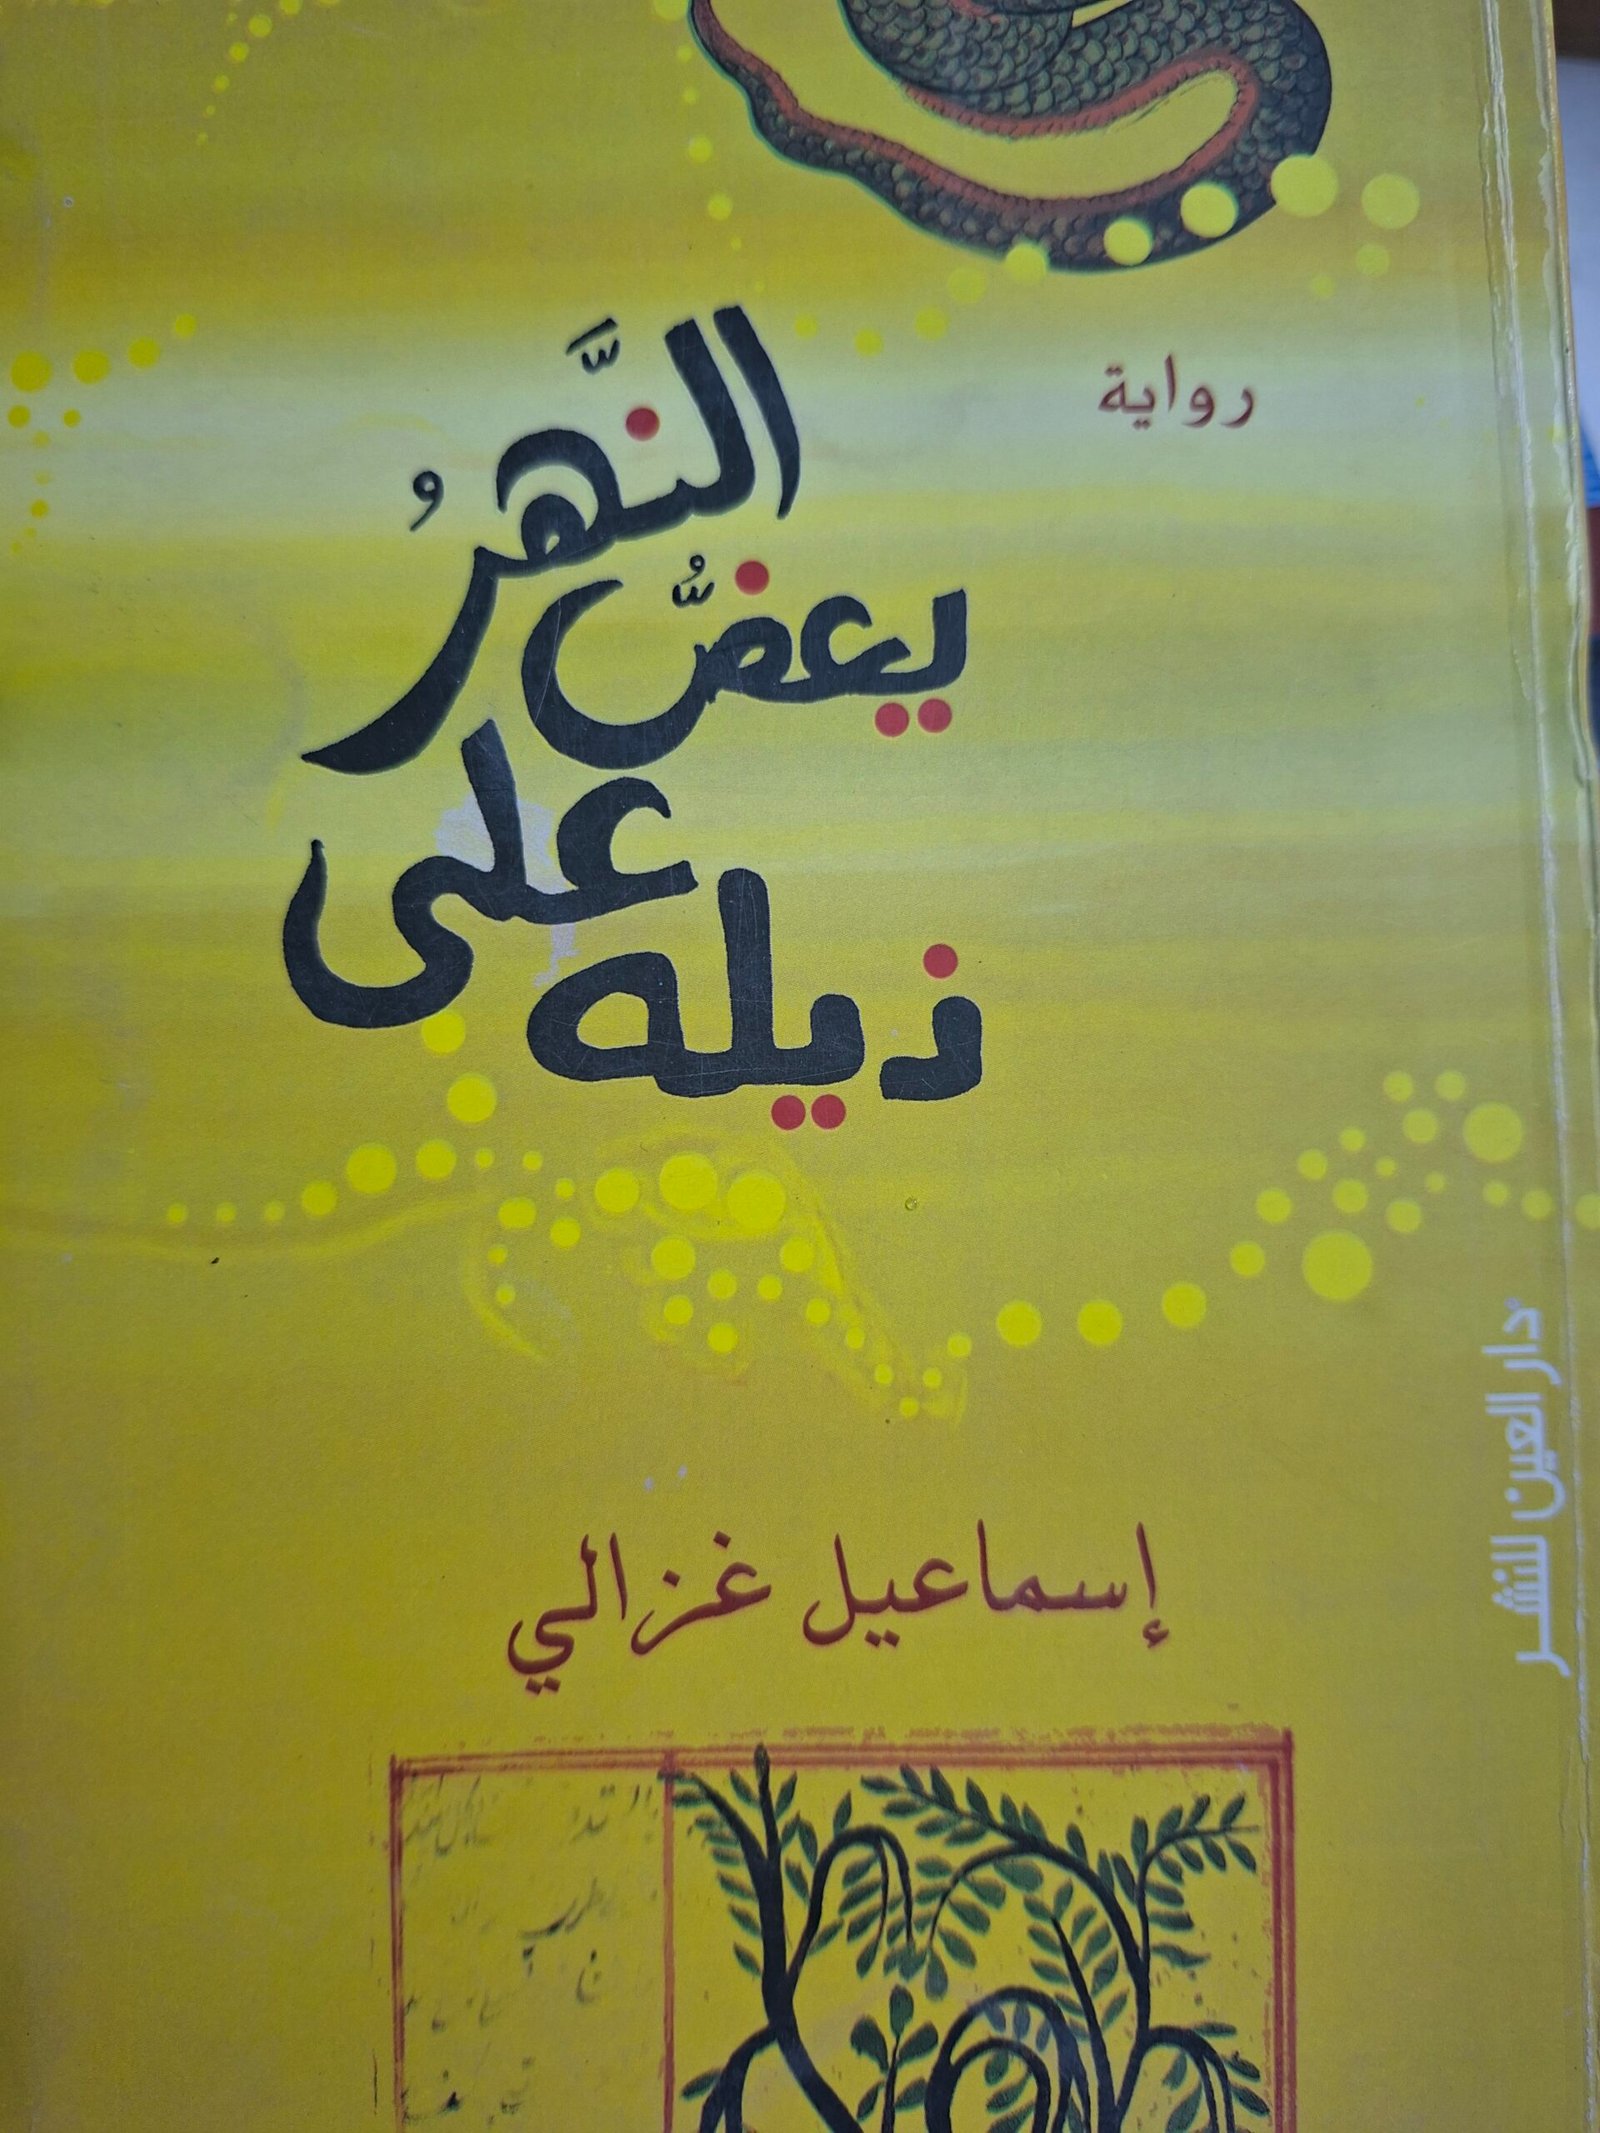 رواية
النَّهرُ
يعضُّ
على
ذيله
إسماعيل غزالي
دار العين للنشر